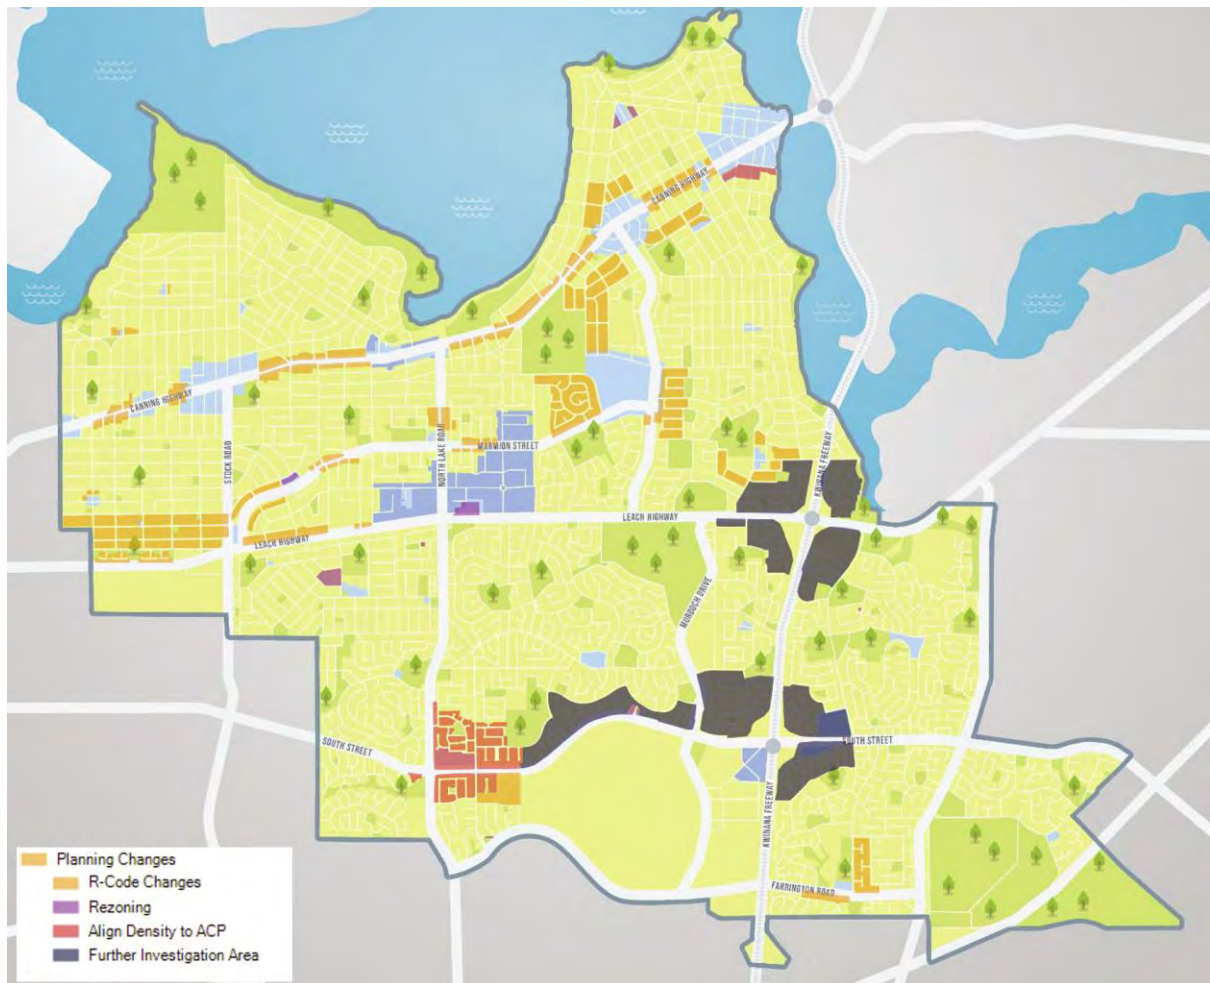 CANNING HIGHWAY
CANNING HIGHWAY
STOCK ROAD
NORTH LAKE ROAD
MARMION STREET
KWINANA FREEWAY
LEACH HIGHWAY
LEACH HIGHWAY
MURDOCH DRIVE
SOUTH STREET
SOUTH STREET
KWINANA FREEWAY
FARRINGTON ROAD
Planning Changes
R-Code Changes
Rezoning
Align Density to ACP
Further Investigation Area